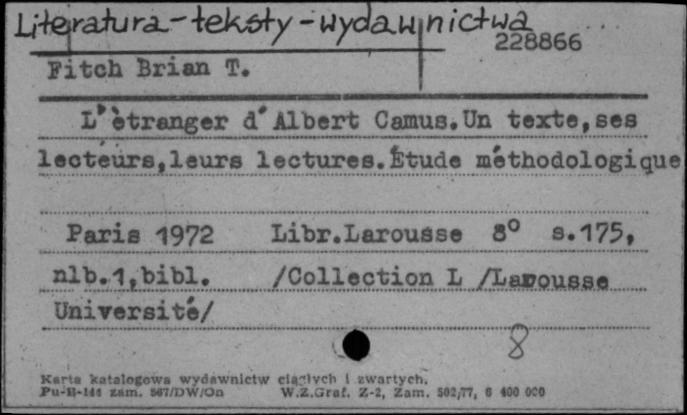 Literatura-teksty-wydawnictwa
228866
Fitch Brian T.
L'ètranger d'Albert Camus.Un texte,ses
lecteurs,leurs lectures.Étude méthodologique
Paris 1972 Libr.Larousse 8° s.175,
nlb.1,bibl. /Collection L /Larousse
Université/
8
Karta katalogowa wydawnictw ciągłych i zwartych.
Pu-B-146 zam. 567/DW/On W.Z.Graf. Z-2, Zam. 502/77, 6 400 000